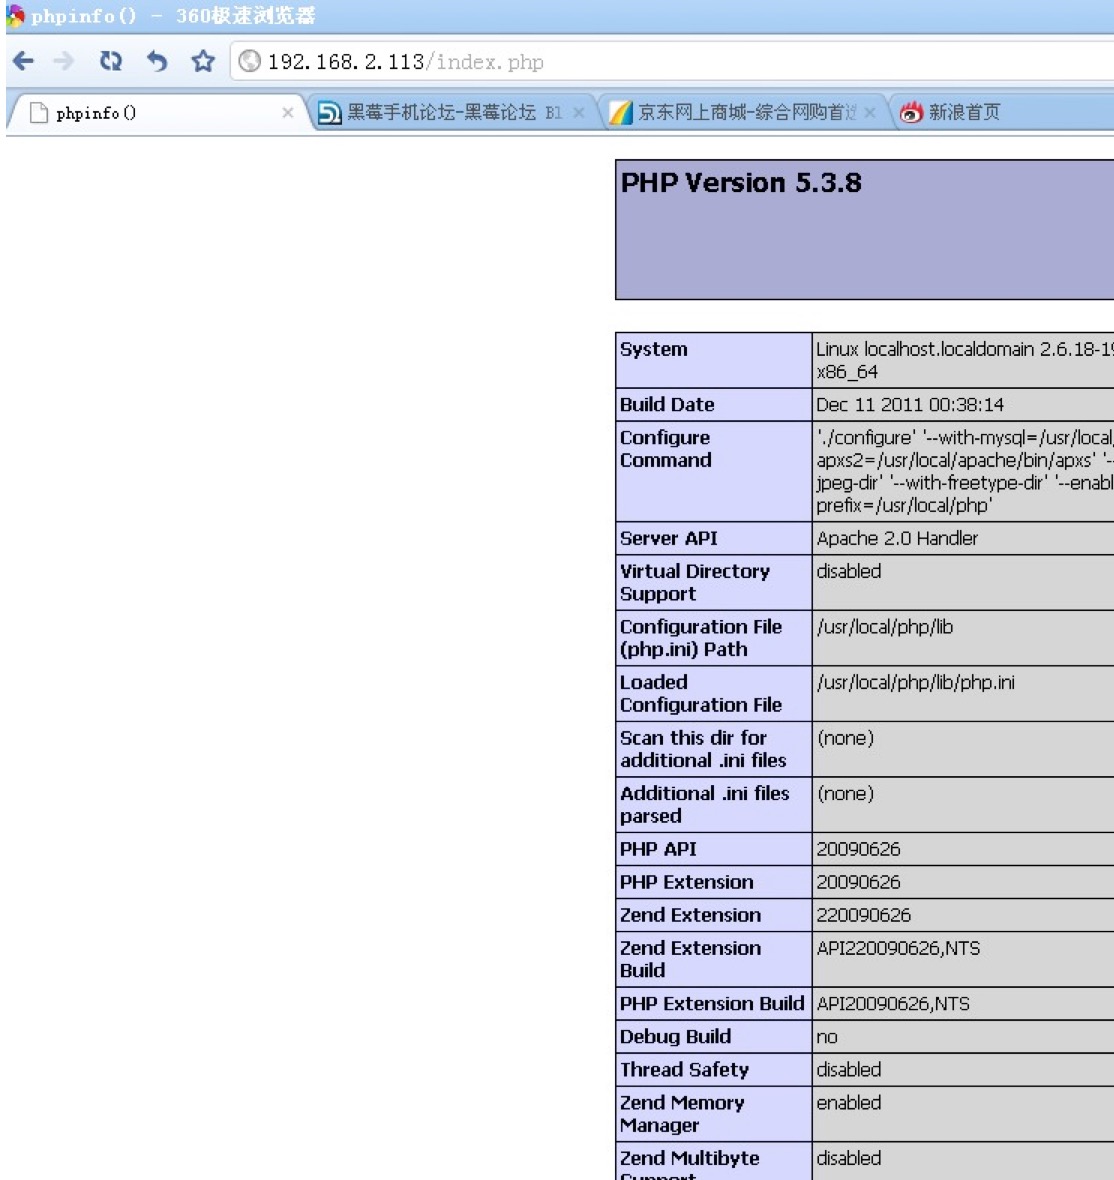 phpinfo() - 360极速浏览器
192.168.2.113/index.php
phpinfo()
黑莓手机论坛-黑莓论坛 Bl
京东网上商城-综合网购首选
新浪首页
PHP Version 5.3.8
System
Linux localhost.localdomain 2.6.18-19
x86_64
Build Date
Dec 11 2011 00:38:14
Configure
Command
'./configure' '--with-mysql=/usr/local/
apxs2=/usr/local/apache/bin/apxs' '--
jpeg-dir' '--with-freetype-dir' '--enabl
prefix=/usr/local/php'
Server API
Apache 2.0 Handler
Virtual Directory
Support
disabled
Configuration File
(php.ini) Path
/usr/local/php/lib
Loaded
Configuration File
/usr/local/php/lib/php.ini
Scan this dir for
additional .ini files
(none)
Additional .ini files
parsed
(none)
PHP API
20090626
PHP Extension
20090626
Zend Extension
220090626
Zend Extension
Build
API220090626,NTS
PHP Extension Build
API20090626,NTS
Debug Build
no
Thread Safety
disabled
Zend Memory
Manager
enabled
Zend Multibyte
Support
disabled